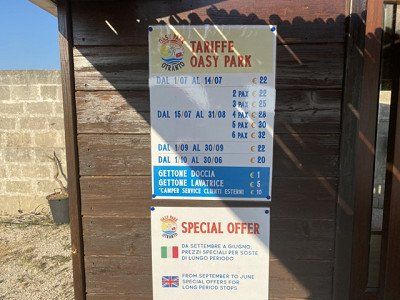 OASY PARK
OTRANTO
TARIFFE
OASY PARK
DAL 1/07 AL 14/07 € 22
2 PAX € 22
3 PAX € 25
DAL 15/07 AL 31/08 4 PAX € 28
5 PAX € 30
6 PAX € 32
DAL 1/09 AL 30/09 € 22
DAL 1/10 AL 30/06 € 20
GETTONE DOCCIA € 1
GETTONE LAVATRICE € 5
*CAMPER SERVICE CLIENTI ESTERNI € 10
OASY PARK
OTRANTO
SPECIAL OFFER
DA SETTEMBRE A GIUGNO:
PREZZI SPECIALI PER SOSTE
DI LUNGO PERIODO
FROM SEPTEMBER TO JUNE
SPECIAL OFFERS FOR
LONG PERIOD STOPS